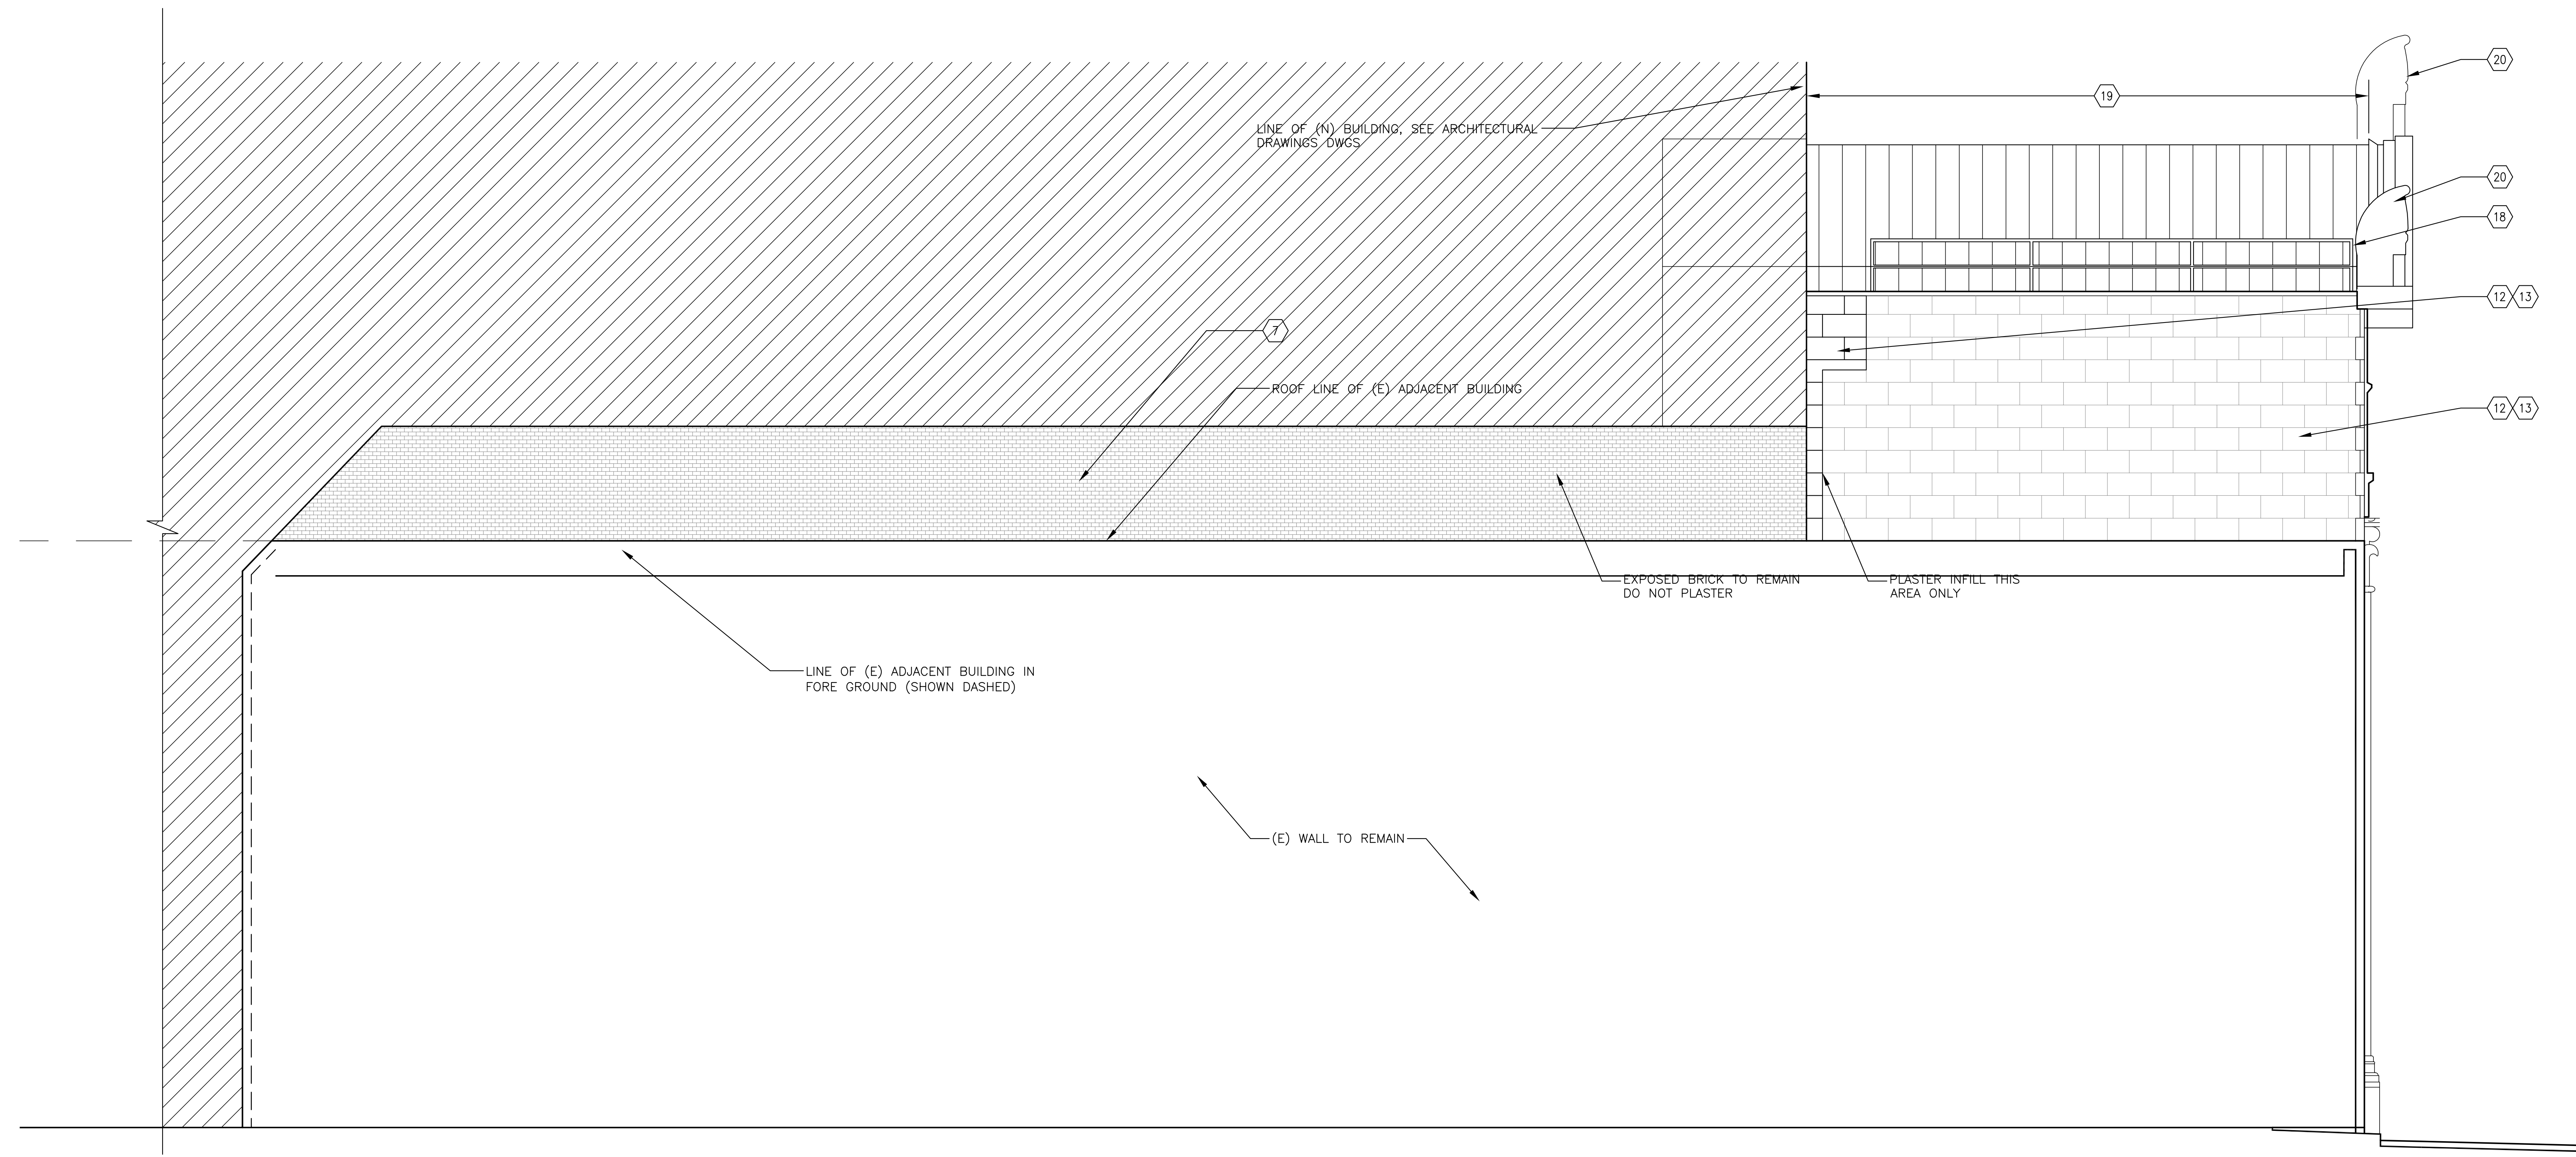 20
19
LINE OF (N) BUILDING, SEE ARCHITECTURAL
DRAWINGS DWGS
20
18
12 13
7
ROOF LINE OF (E) ADJACENT BUILDING
12 13
EXPOSED BRICK TO REMAIN
DO NOT PLASTER
PLASTER INFILL THIS
AREA ONLY
LINE OF (E) ADJACENT BUILDING IN
FORE GROUND (SHOWN DASHED)
(E) WALL TO REMAIN